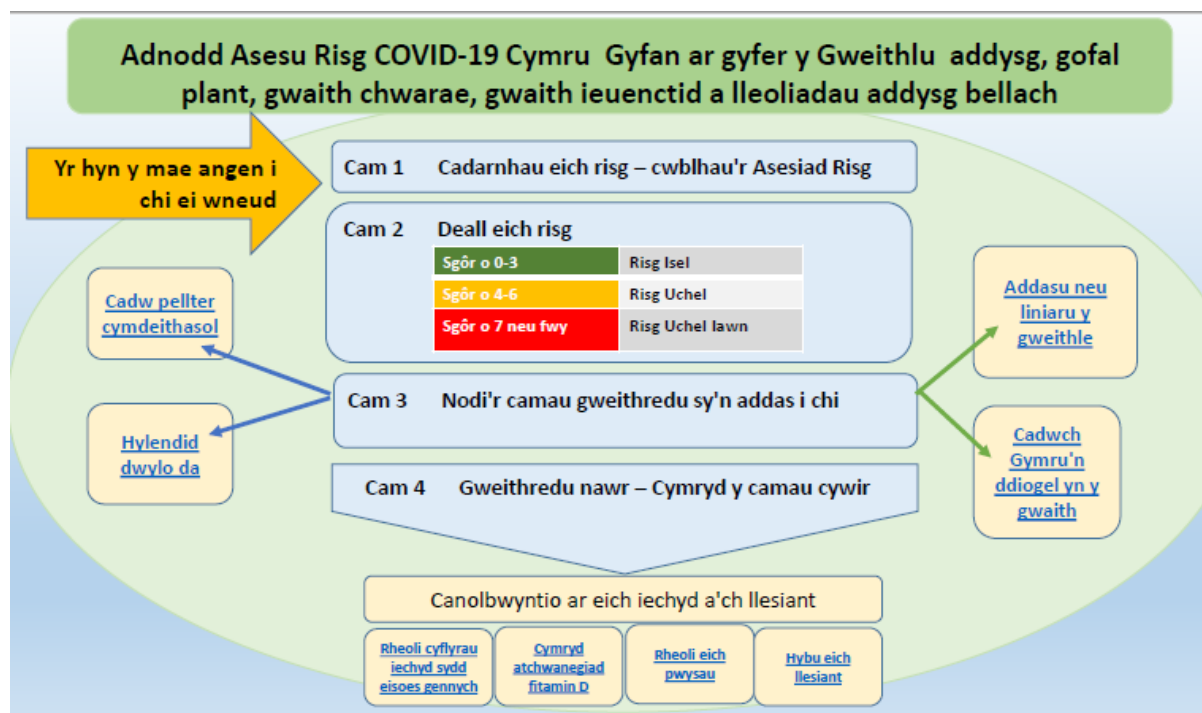 Adnodd Asesu Risg COVID-19 Cymru Gyfan ar gyfer y Gweithlu addysg, gofal
plant, gwaith chwarae, gwaith ieuenctid a lleoliadau addysg bellach
Yr hyn y mae angen i
chi ei wneud
Cam 1 Cadarnhau eich risg – cwblhau'r Asesiad Risg
Cam 2 Deall eich risg
Sgôr o 0-3 Risg Isel
Sgôr o 4-6 Risg Uchel
Sgôr o 7 neu fwy Risg Uchel Iawn
Cadw pellter
cymdeithasol
Addasu neu
liniaru y
gweithle
Cam 3 Nodi'r camau gweithredu sy'n addas i chi
Hylendid
dwylo da
Cadwch
Gymru'n
ddiogel yn y
gwaith
Cam 4 Gweithredu nawr – Cymryd y camau cywir
Canolbwyntio ar eich iechyd a'ch llesiant
Rheoli cyflyrau
iechyd sydd
eisoes gennych
Cymryd
atchwanegiad
fitamin D
Rheoli eich
pwysau
Hybu eich
llesiant